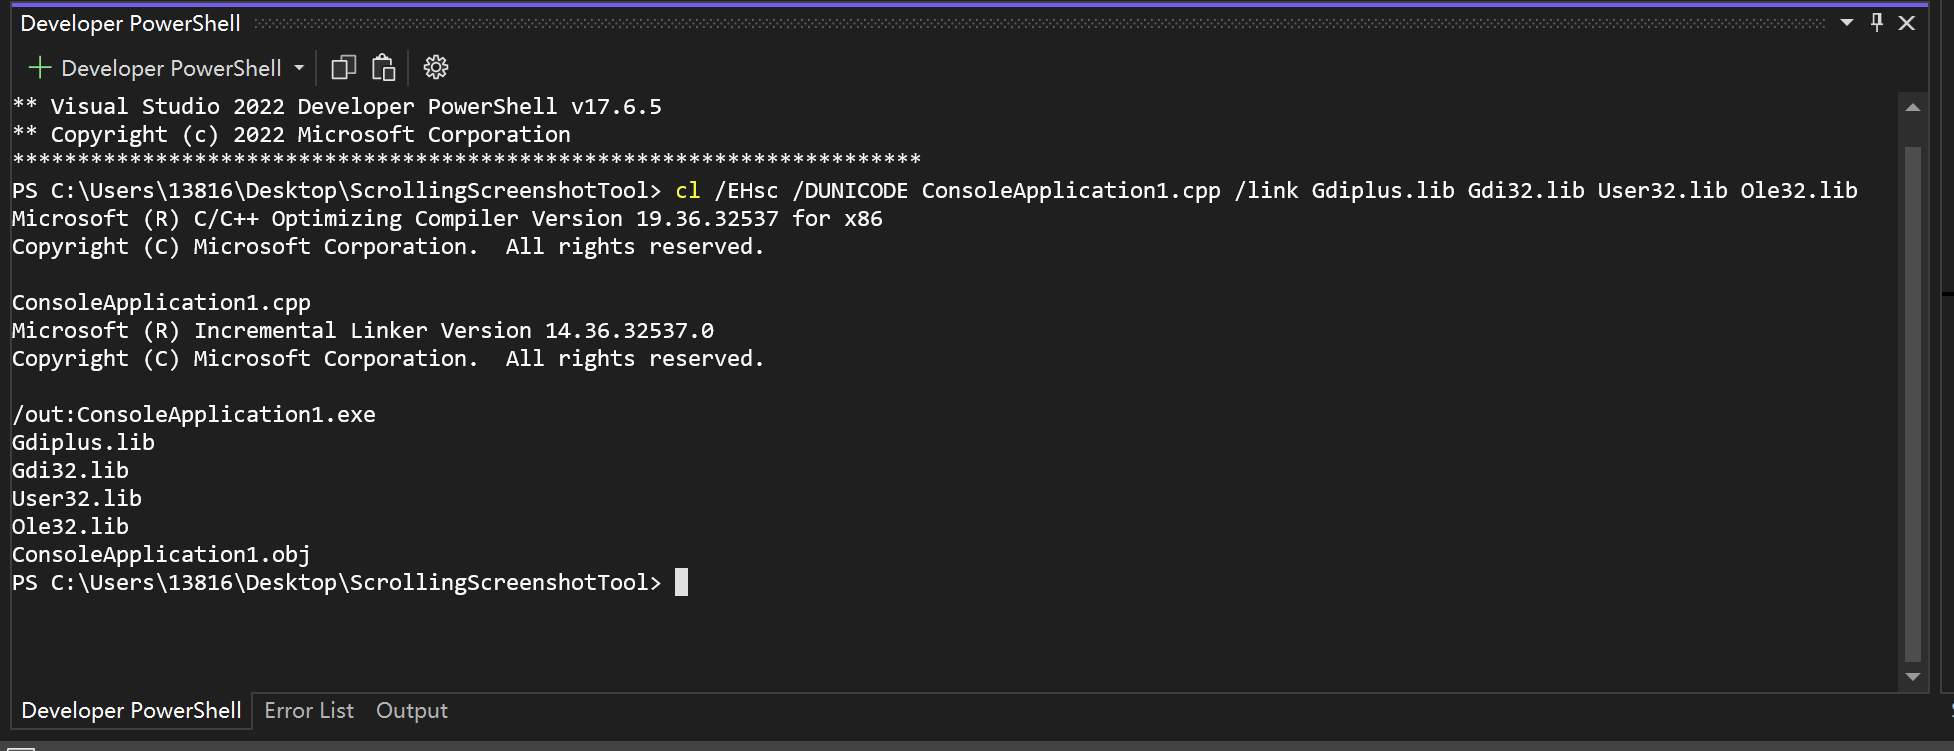 Developer PowerShell
Developer PowerShell
** Visual Studio 2022 Developer PowerShell v17.6.5
** Copyright (c) 2022 Microsoft Corporation
**********************************************************************
PS C:\Users\13816\Desktop\ScrollingScreenshotTool> cl /EHsc /DUNICODE ConsoleApplication1.cpp /link Gdiplus.lib Gdi32.lib User32.lib Ole32.lib
Microsoft (R) C/C++ Optimizing Compiler Version 19.36.32537 for x86
Copyright (C) Microsoft Corporation.  All rights reserved.
ConsoleApplication1.cpp
Microsoft (R) Incremental Linker Version 14.36.32537.0
Copyright (C) Microsoft Corporation.  All rights reserved.
/out:ConsoleApplication1.exe
Gdiplus.lib
Gdi32.lib
User32.lib
Ole32.lib
ConsoleApplication1.obj
PS C:\Users\13816\Desktop\ScrollingScreenshotTool>
Developer PowerShell Error List Output